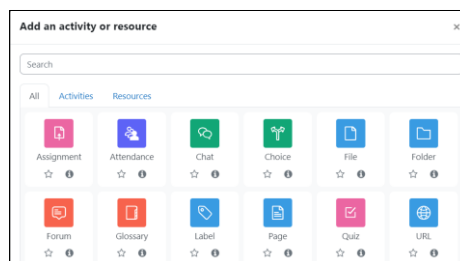 Add an activity or resource
Search
All Activities Resources
Assignment Attendance Chat Choice File Folder
Forum Glossary Label Page Quiz URL